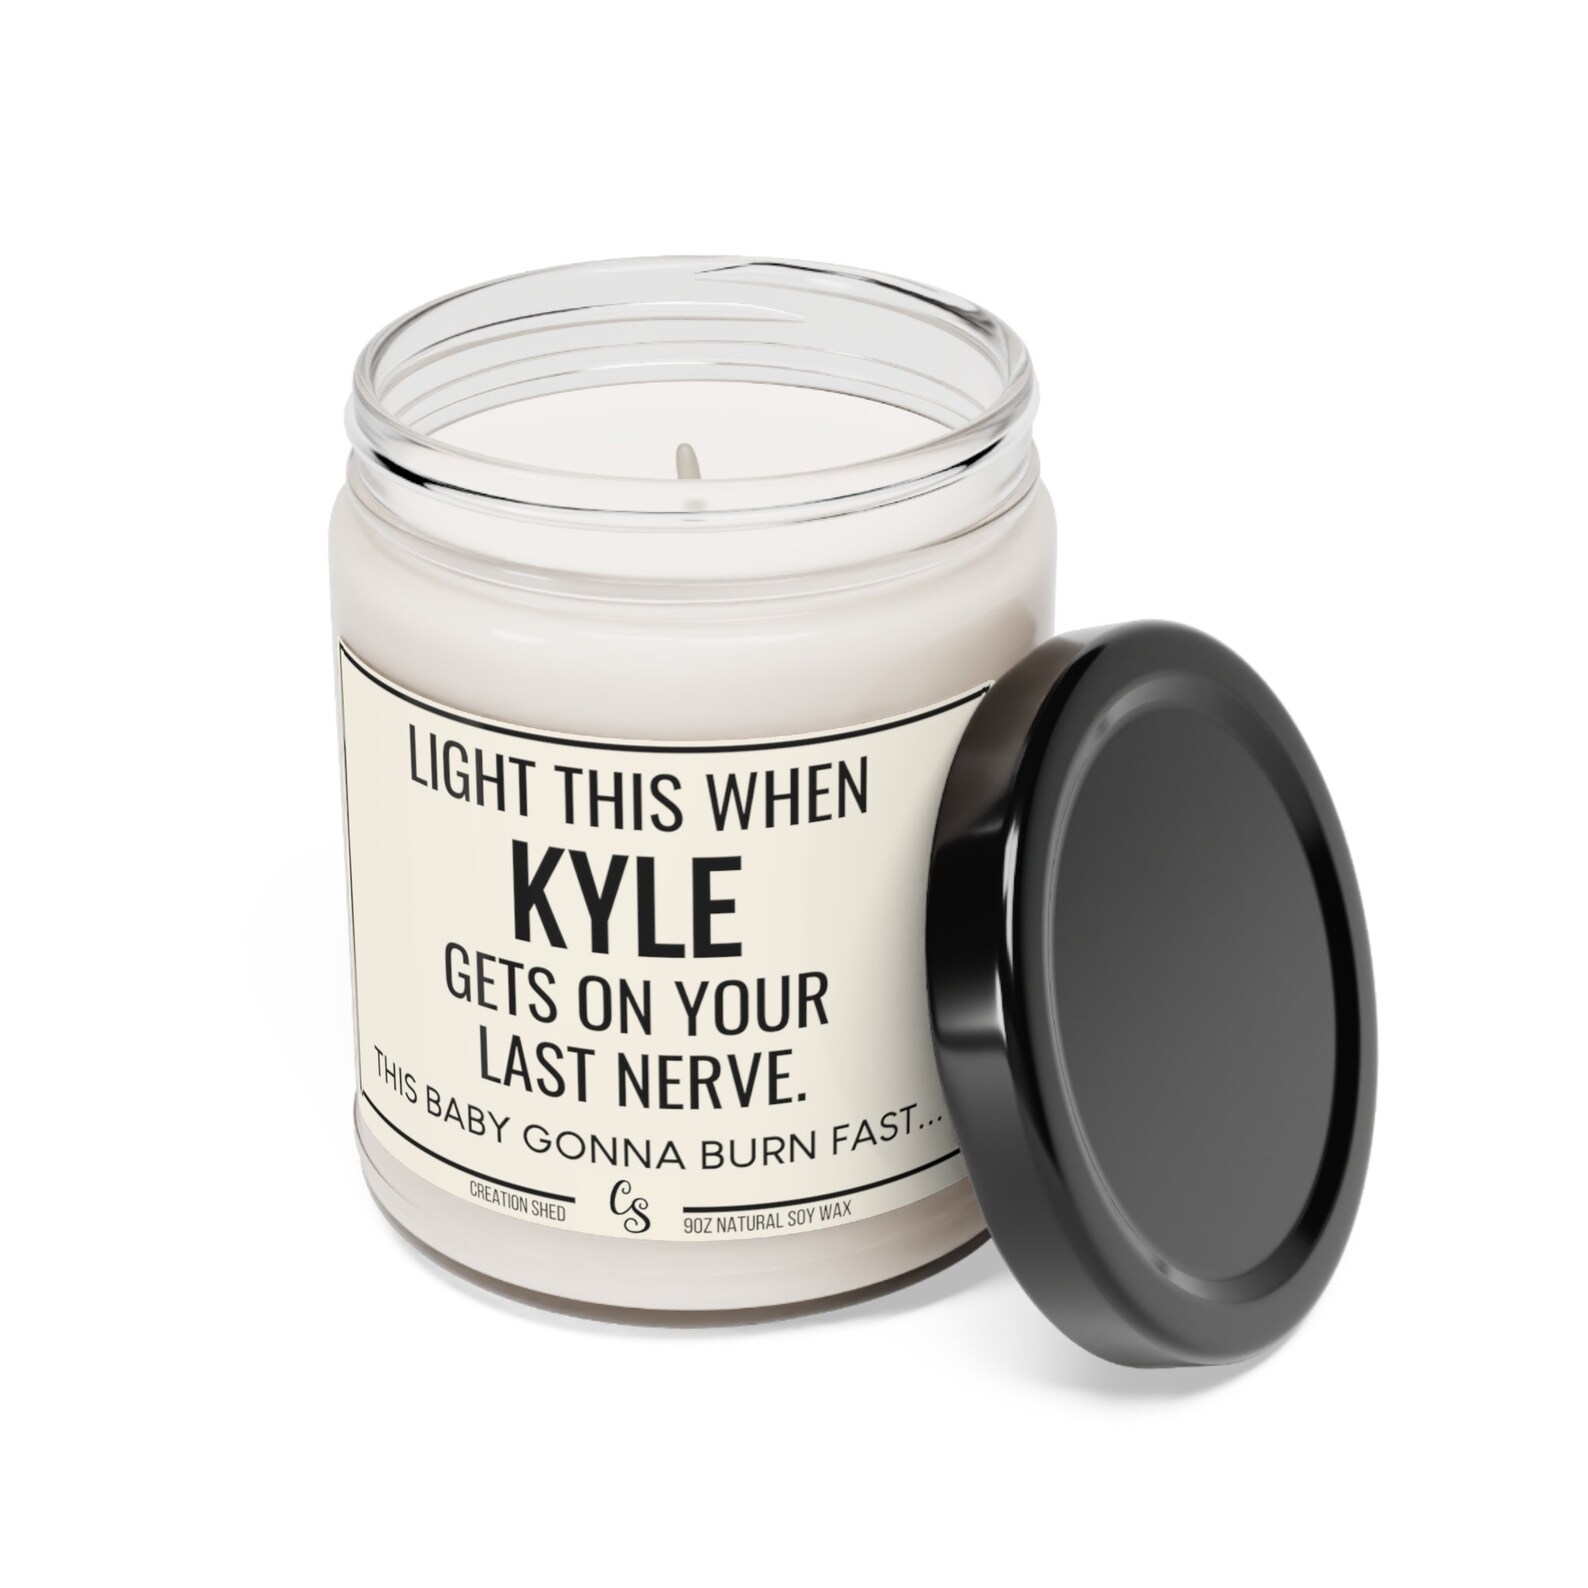 LIGHT THIS WHEN
KYLE
GETS ON YOUR
LAST NERVE.
THIS BABY GONNA BURN FAST...
CREATION SHED
CS
9OZ NATURAL SOY WAX